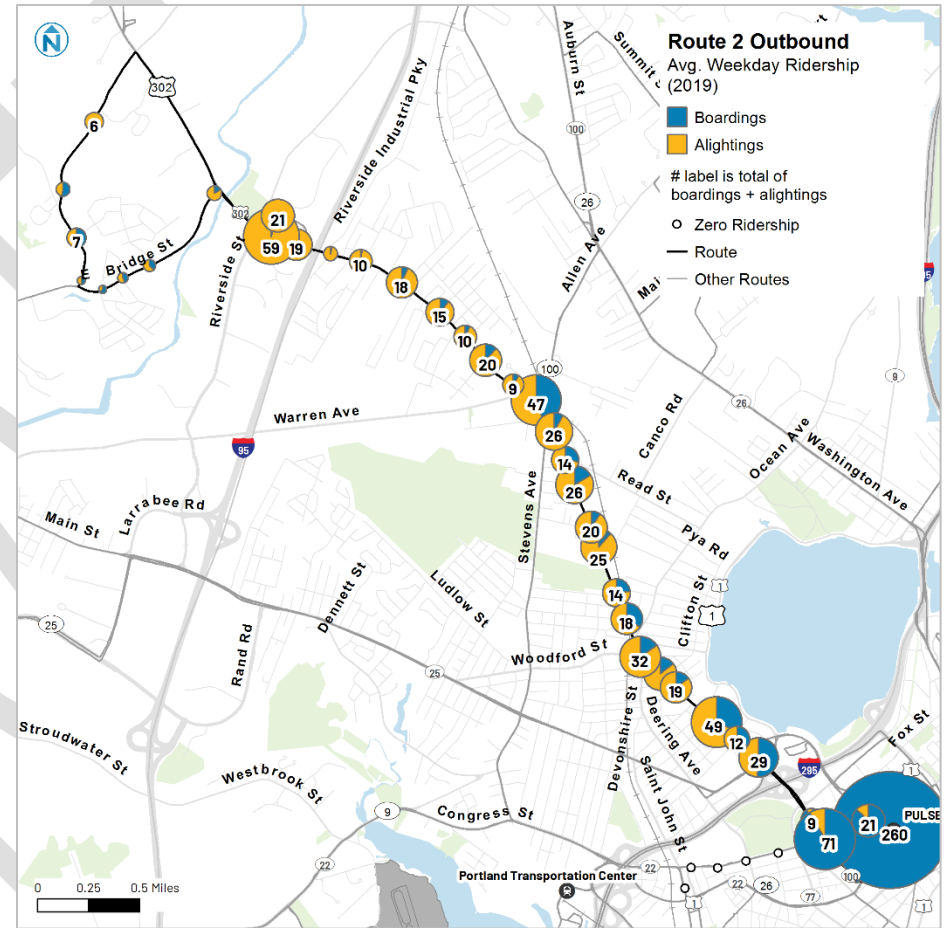 N
Route 2 Outbound
Avg. Weekday Ridership
(2019)
Boardings
Alightings
# label is total of
boardings + alightings
Zero Ridership
Route
Other Routes
302
6
7
Bridge St
Riverside St
302
Riverside Industrial Pky
Auburn St
Summit
100
26
Allen Ave
21
59
19
10
18
15
10
20
9
100
47
26
14
26
20
25
14
18
32
19
49
12
29
9
71
21
260
PULSE
Warren Ave
95
Larrabee Rd
Main St
25
Dennett St
Ludlow St
Stevens Ave
Read St
Canco Rd
Ocean Ave
Washington Ave
26
9
Pya Rd
Clifton St
1
1
Woodford St
25
Rand Rd
Stroudwater St
Westbrook St
Devonshire St
Deering Ave
Saint John St
Fox St
295
1
Congress St
9
22
22
22
26
77
100
1
1
Portland Transportation Center
0 0.25 0.5 Miles